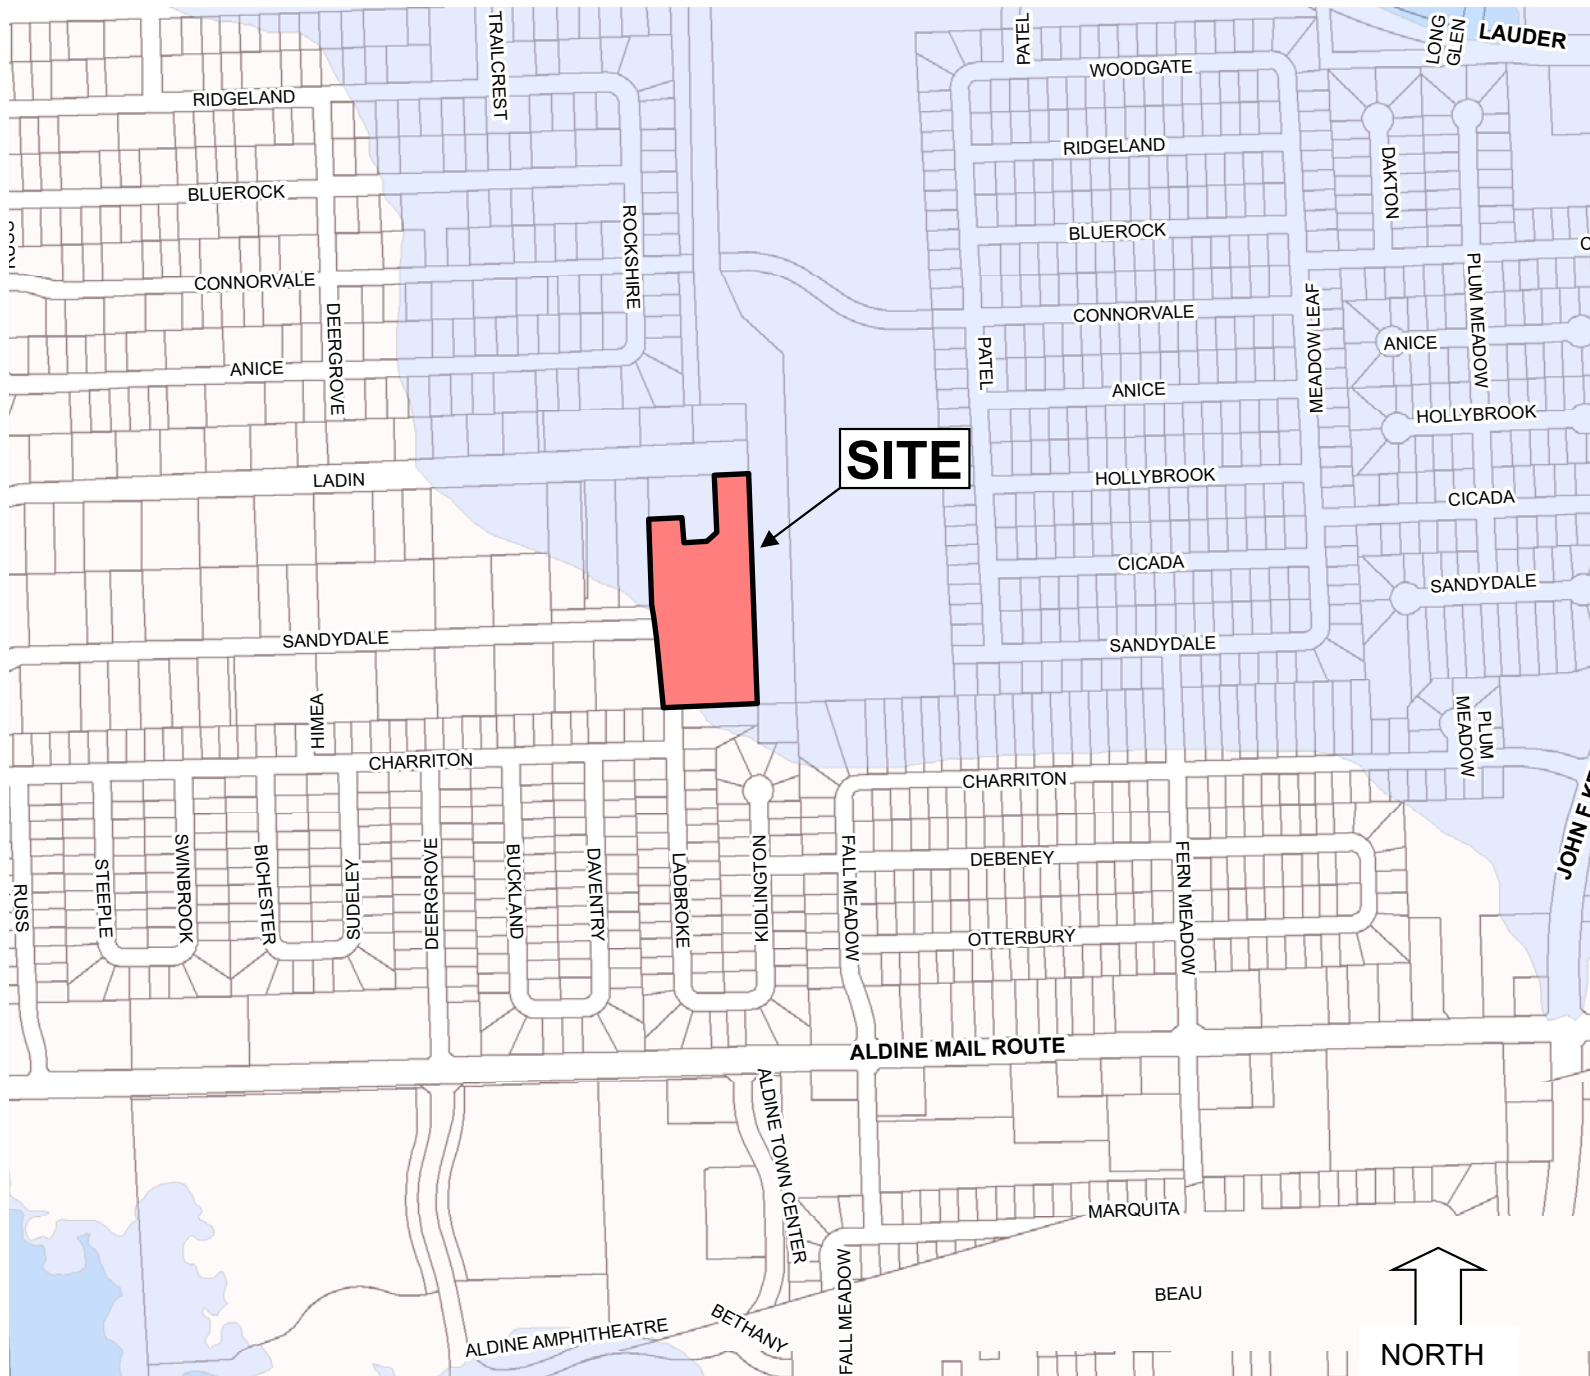 TRAILCREST
PATEL
LONG
GLEN
LAUDER
WOODGATE
RIDGELAND
RIDGELAND
DAKTON
BLUEROCK
ROCKSHIRE
BLUEROCK
PLUM MEADOW
CONNORVALE
MEADOW LEAF
DEERGROVE
CONNORVALE
PATEL
ANICE
ANICE
ANICE
HOLLYBROOK
SITE
LADIN
HOLLYBROOK
CICADA
CICADA
SANDYDALE
SANDYDALE
SANDYDALE
HIMEA
PLUM
MEADOW
CHARRITON
CHARRITON
JOHN F
RUSS
STEEPLE
SWINBROOK
BICHESTER
SUDELEY
DEERGROVE
BUCKLAND
DAVENTRY
LADBROKE
KIDLINGTON
FALL MEADOW
DEBENEY
FERN MEADOW
OTTERBURY
ALDINE MAIL ROUTE
ALDINE TOWN CENTER
MARQUITA
FALL MEADOW
BEAU
BETHANY
ALDINE AMPHITHEATRE
NORTH